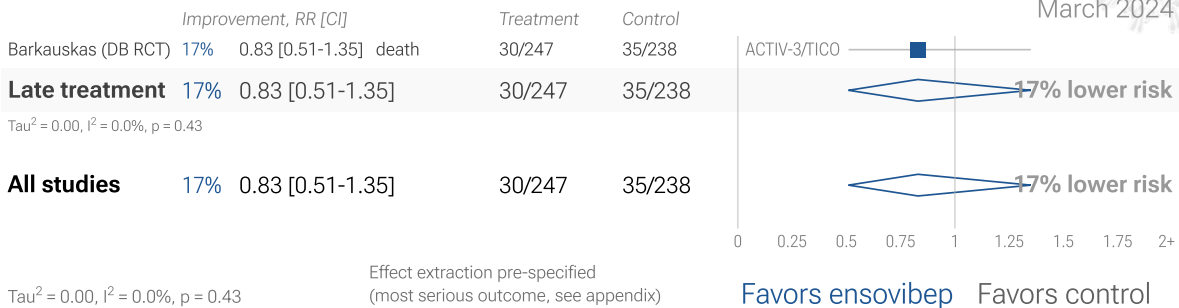 March 2024
Improvement, RR [CI] Treatment Control
Barkauskas (DB RCT) 17% 0.83 [0.51-1.35] death 30/247 35/238 ACTIV-3/TICO
Late treatment 17% 0.83 [0.51-1.35] 30/247 35/238 17% lower risk
Tau² = 0.00, I² = 0.0%, p = 0.43
All studies 17% 0.83 [0.51-1.35] 30/247 35/238 17% lower risk
0 0.25 0.5 0.75 1 1.25 1.5 1.75 2+
Effect extraction pre-specified
Tau² = 0.00, I² = 0.0%, p = 0.43 (most serious outcome, see appendix) Favors ensovibep Favors control